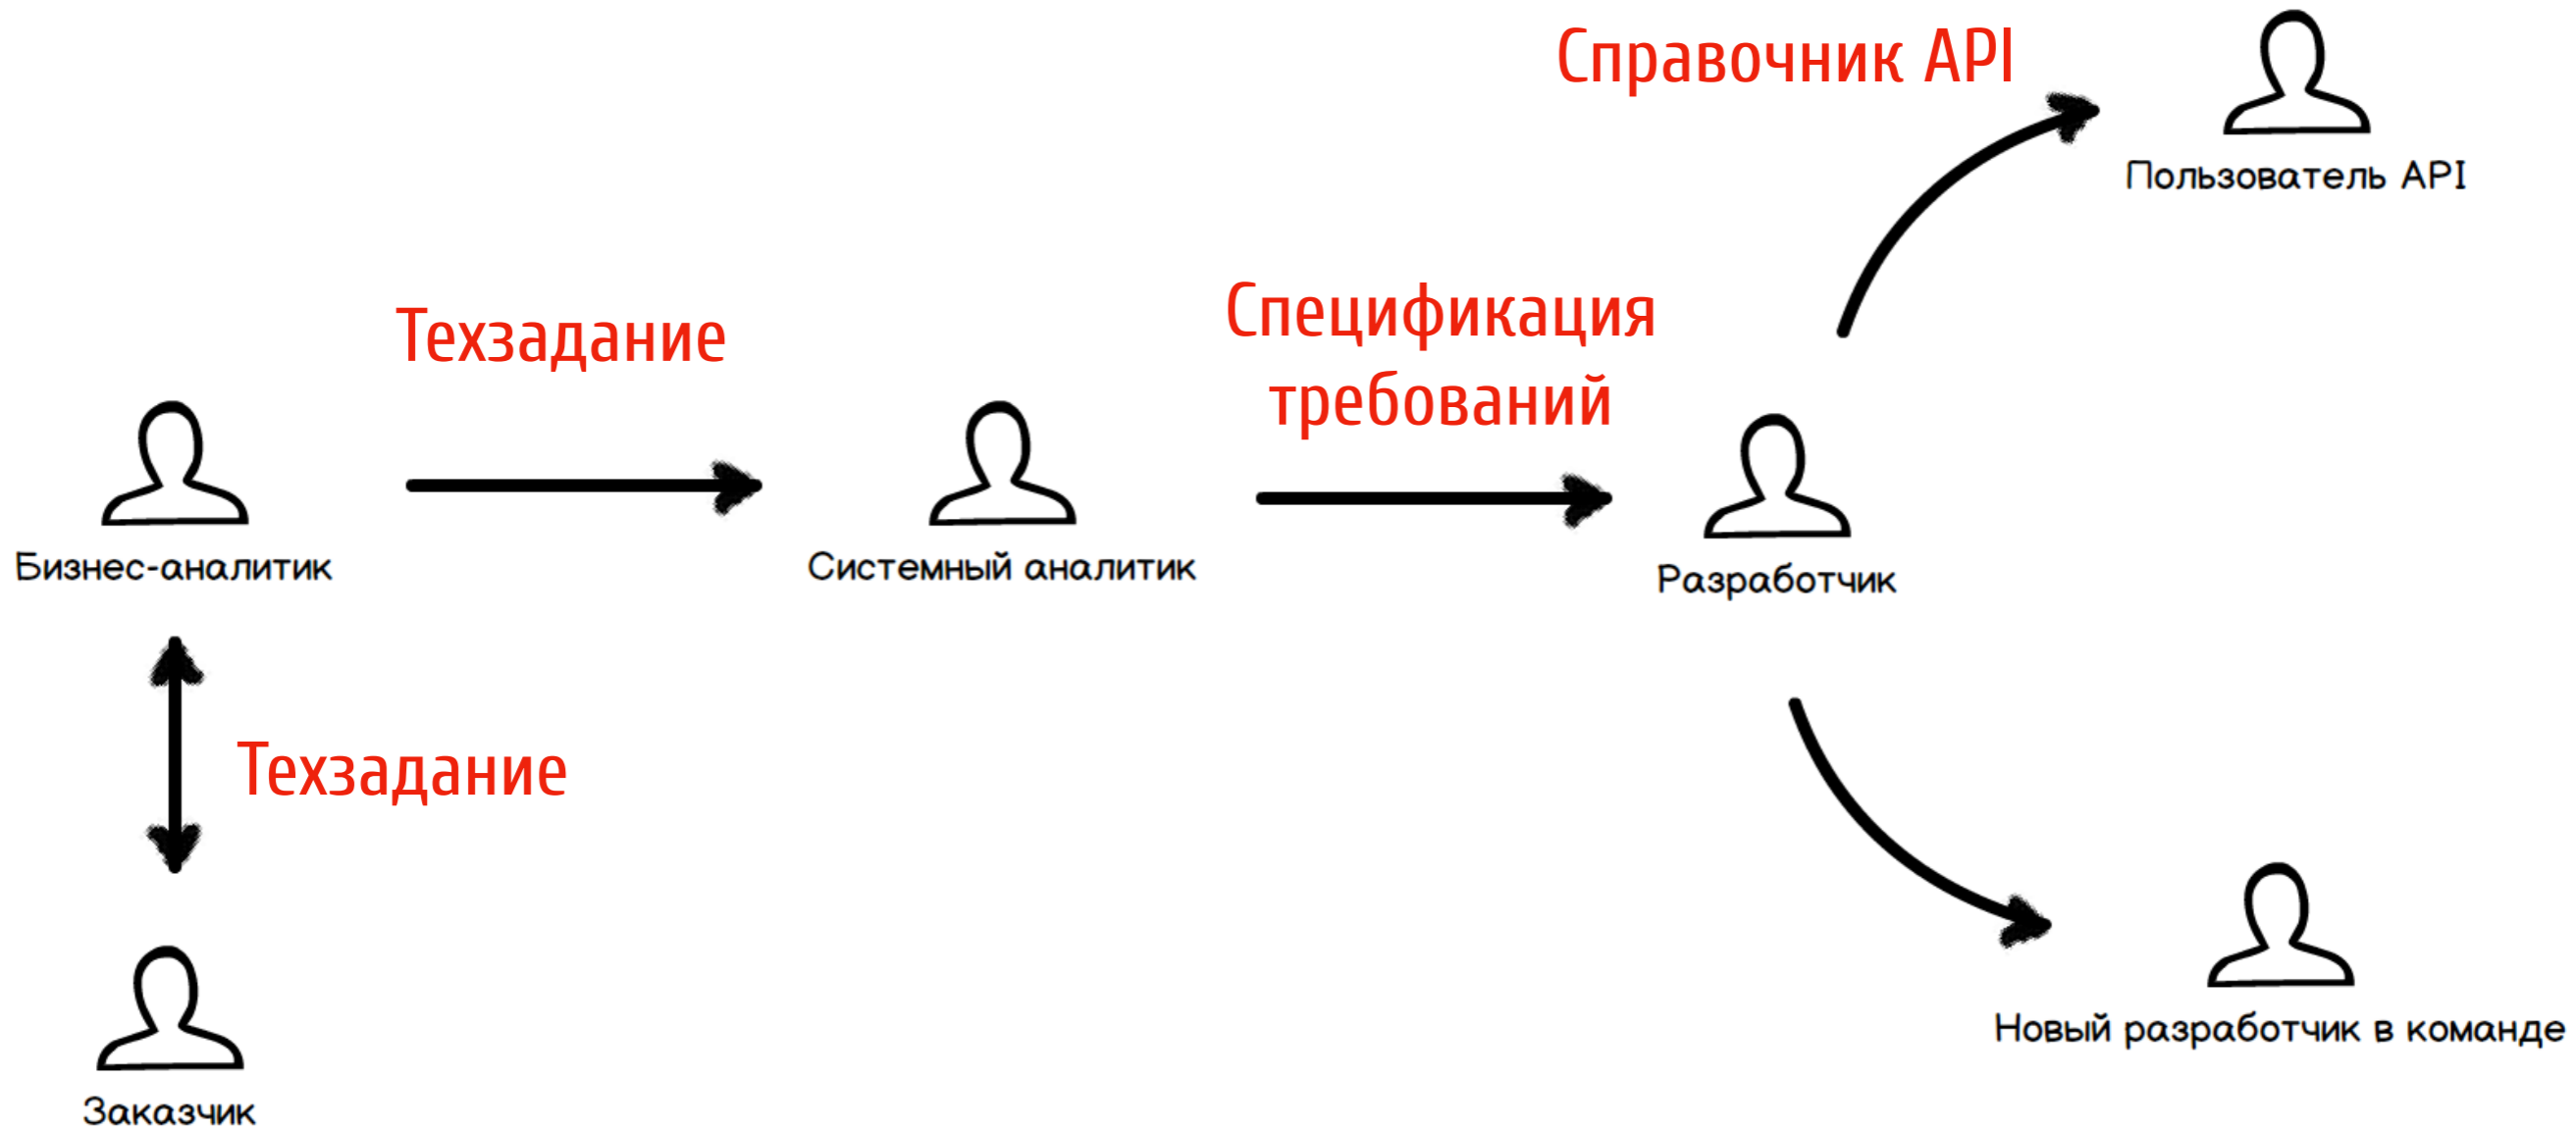 Справочник API
Пользователь API
Техзадание
Спецификация
требований
Бизнес-аналитик
Системный аналитик
Разработчик
Техзадание
Новый разработчик в команде
Заказчик